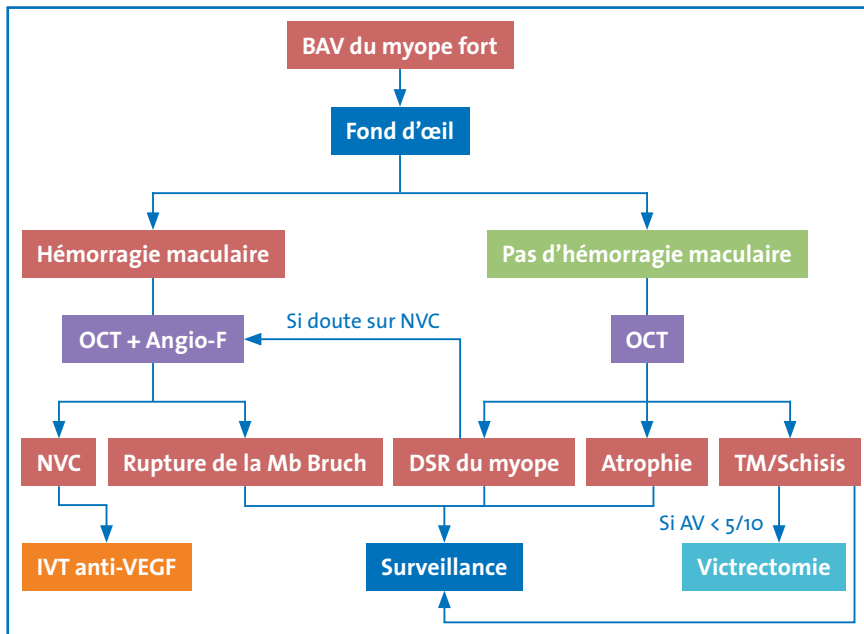 BAV du myope fort
Fond d’œil
Hémorragie maculaire
Pas d’hémorragie maculaire
Si doute sur NVC
OCT + Angio-F
OCT
NVC
Rupture de la Mb Bruch
DSR du myope
Atrophie
TM/Schisis
Si AV < 5/10
IVT anti-VEGF
Surveillance
Victrectomie